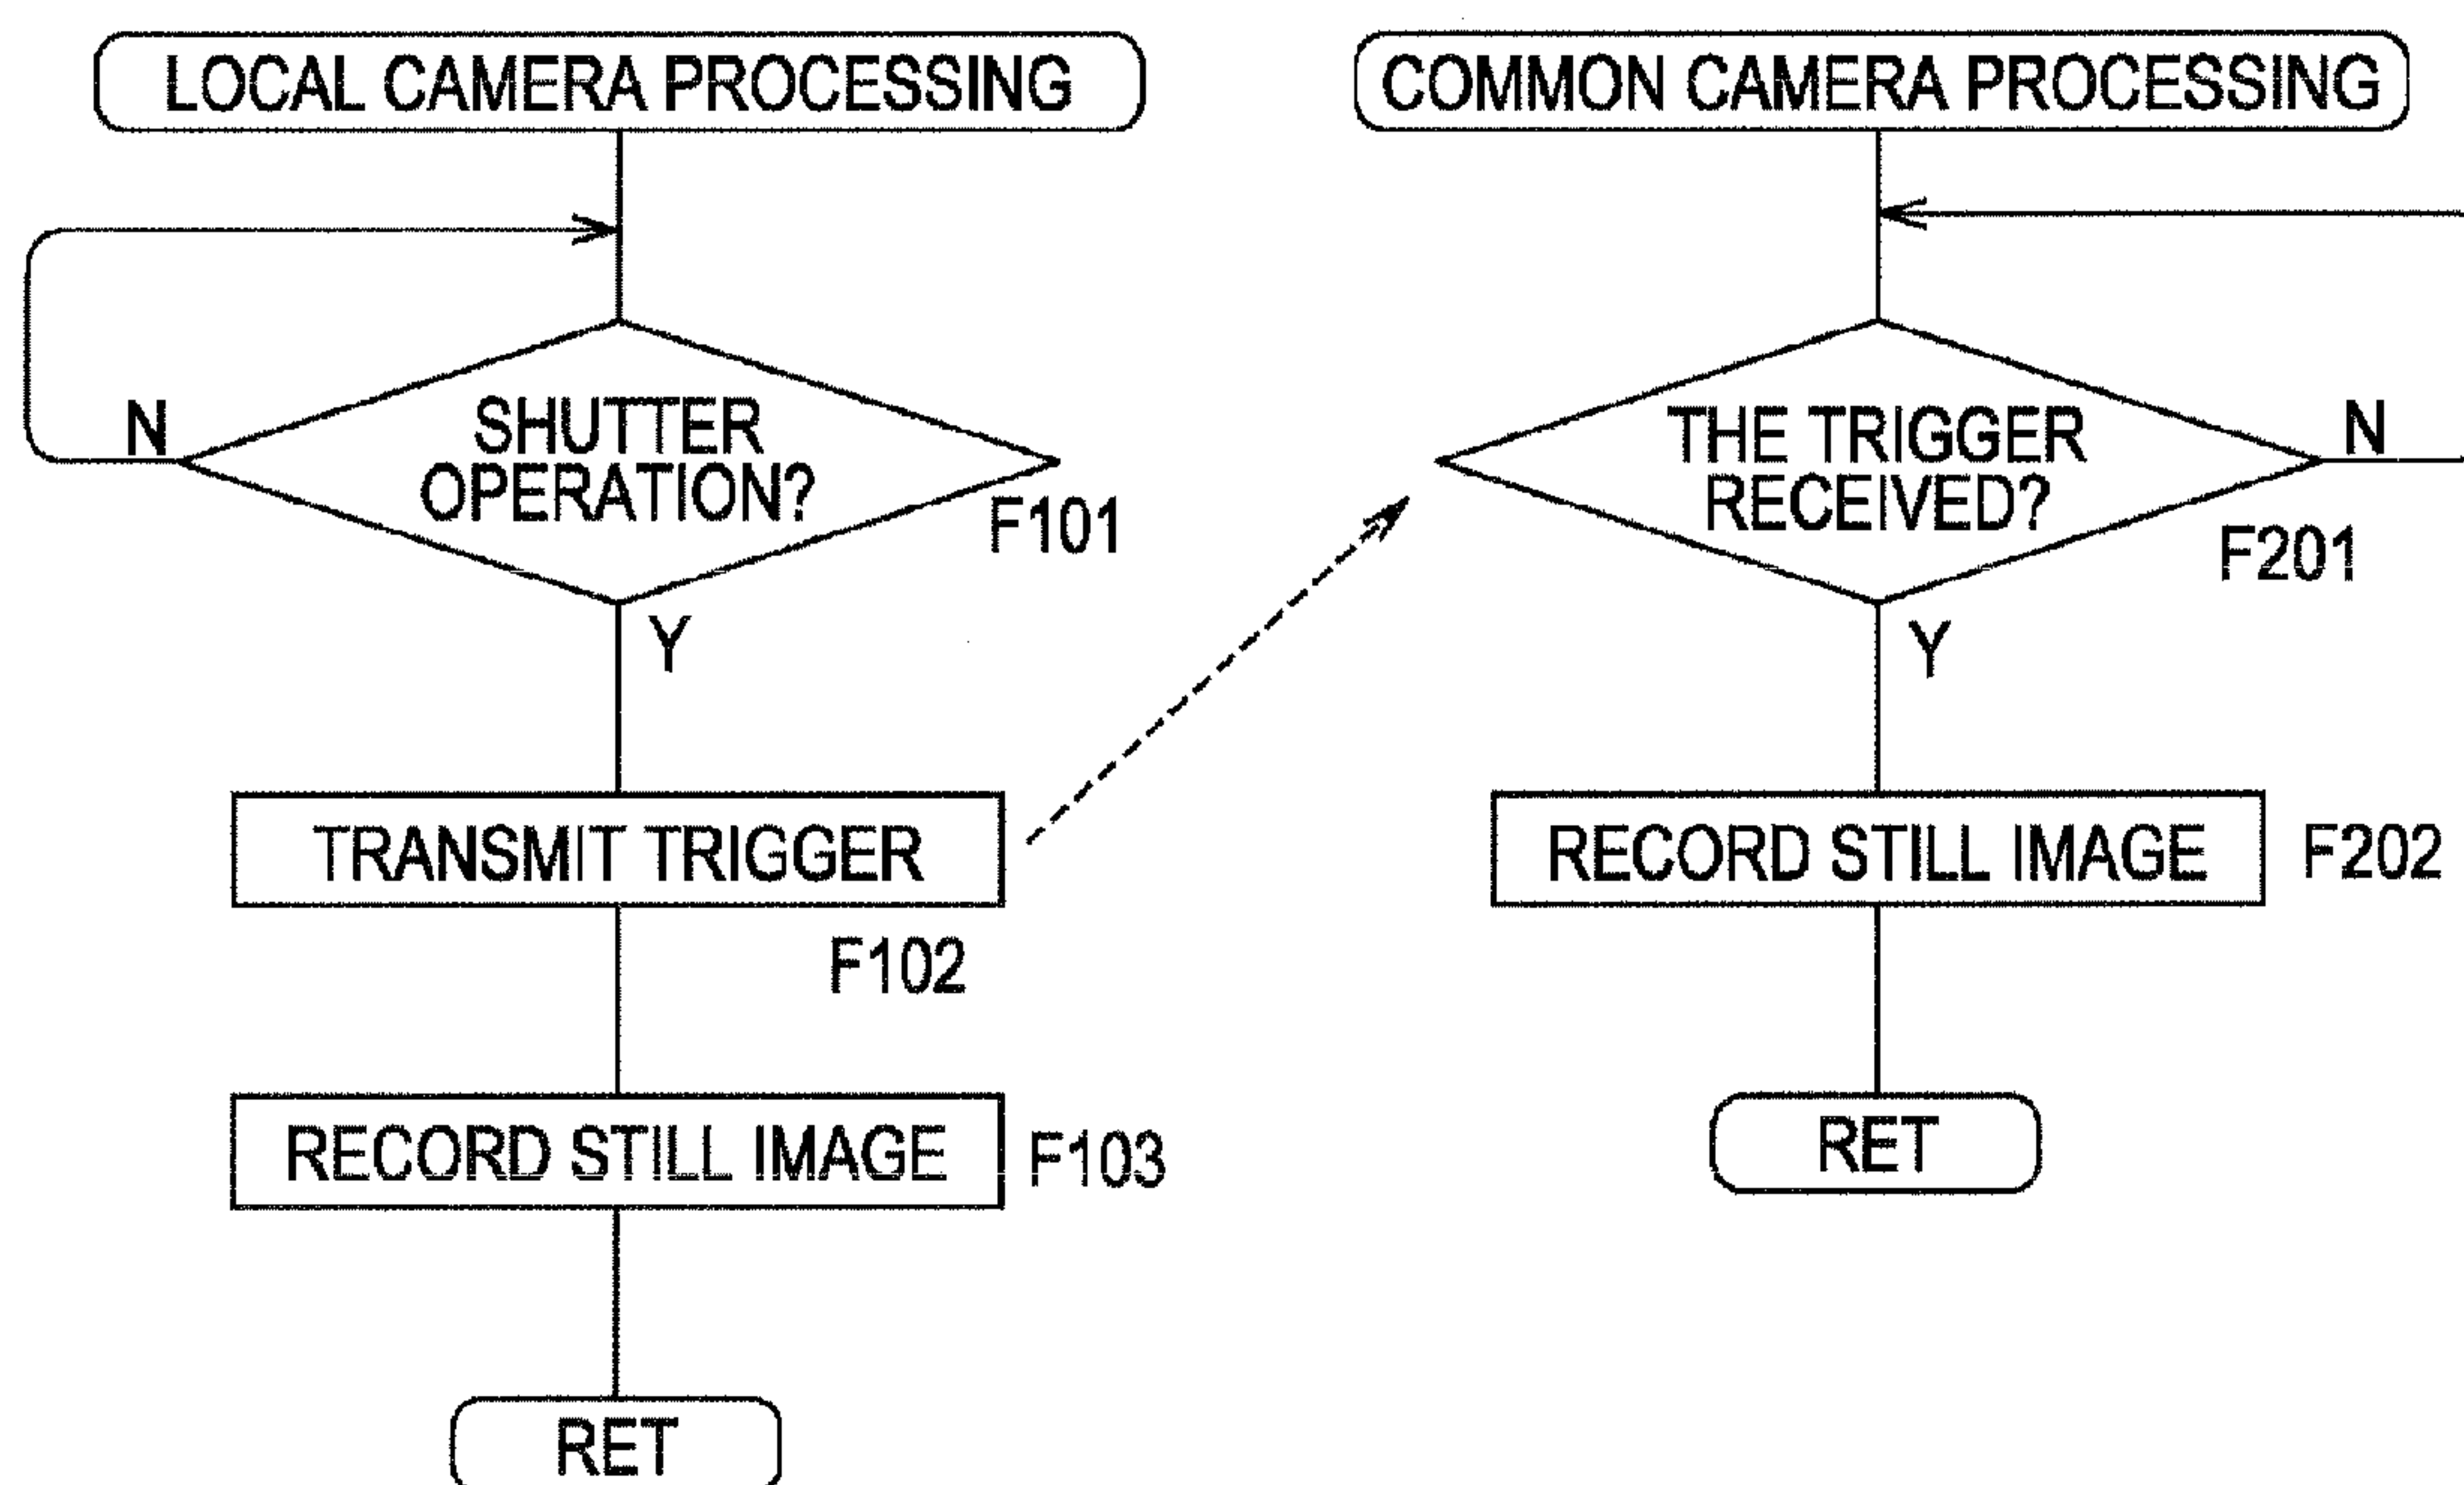 LOCAL CAMERA PROCESSING
N
SHUTTER
OPERATION?
F101
Y
TRANSMIT TRIGGER
F102
RECORD STILL IMAGE
F103
RET
COMMON CAMERA PROCESSING
THE TRIGGER
RECEIVED?
N
F201
Y
RECORD STILL IMAGE
F202
RET